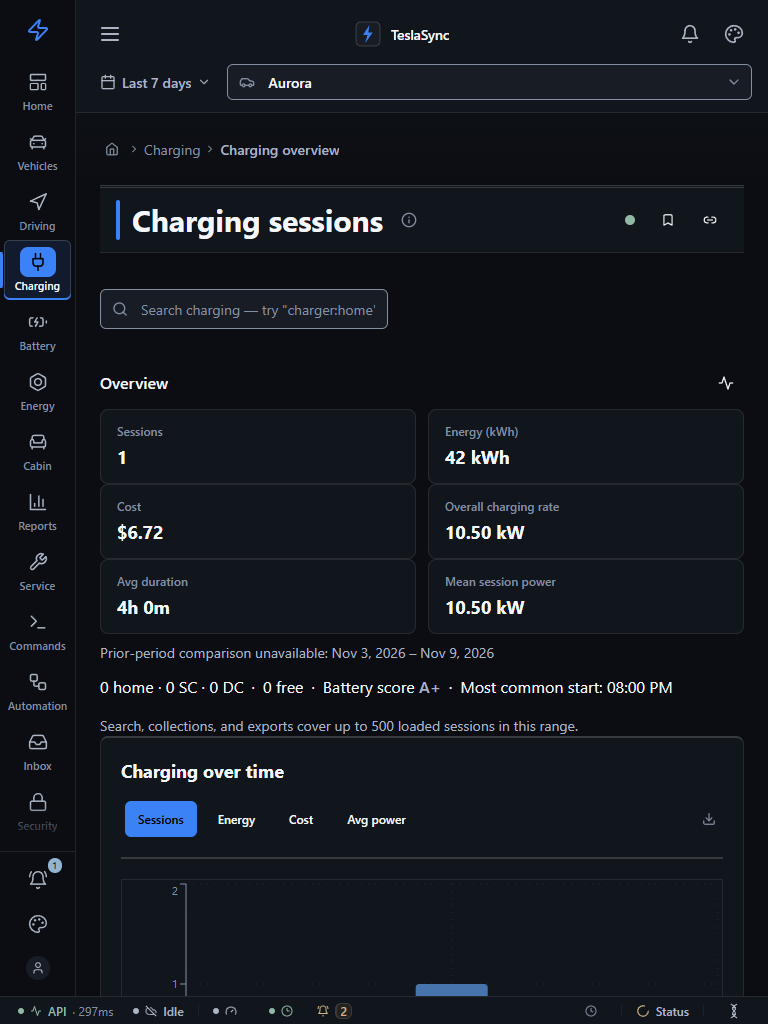 TeslaSync
Last 7 days
Aurora
Home
Vehicles
Driving
Charging
Battery
Energy
Cabin
Reports
Service
Commands
Automation
Inbox
Security
1
Charging > Charging overview
Charging sessions
Search charging — try "charger:home'
Overview
Sessions
1
Energy (kWh)
42 kWh
Cost
$6.72
Overall charging rate
10.50 kW
Avg duration
4h 0m
Mean session power
10.50 kW
Prior-period comparison unavailable: Nov 3, 2026 – Nov 9, 2026
0 home · 0 SC · 0 DC · 0 free · Battery score A+ · Most common start: 08:00 PM
Search, collections, and exports cover up to 500 loaded sessions in this range.
Charging over time
Sessions Energy Cost Avg power
2
1
API · 297ms Idle 2 Status